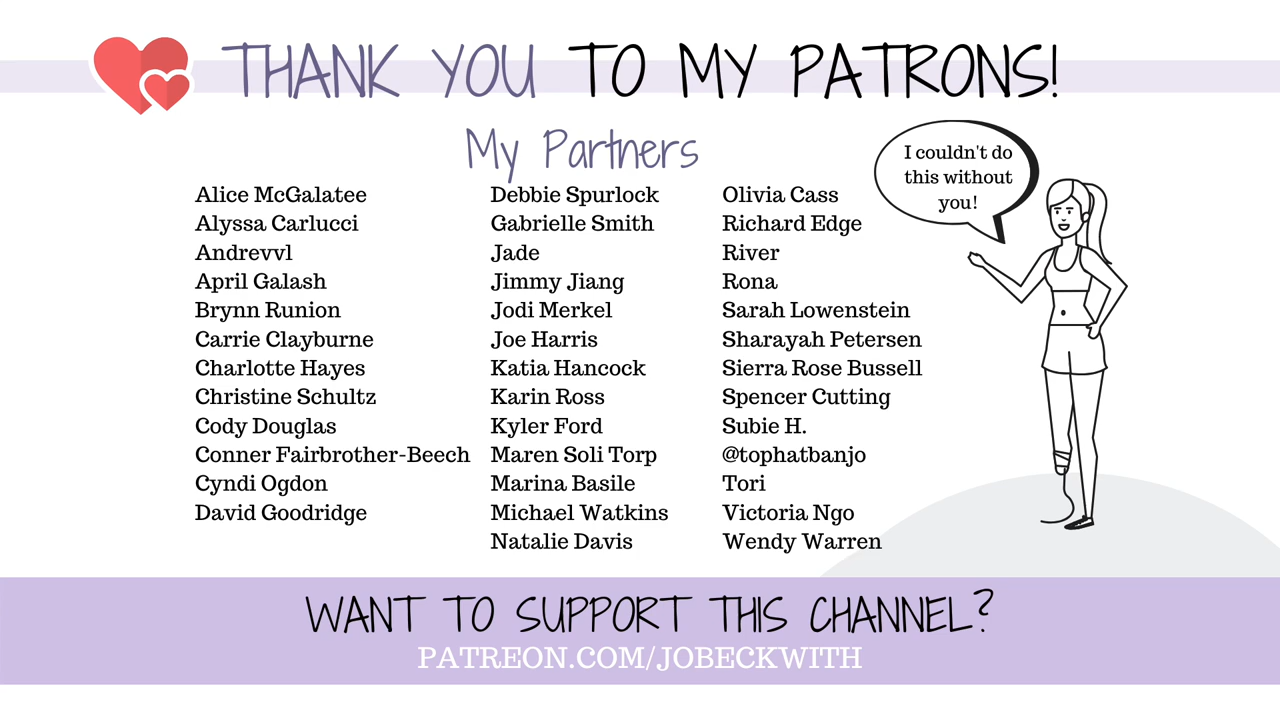 THANK YOU TO MY PATRONS!
My Partners
Alice McGalatee
Alyssa Carlucci
Andrevvl
April Galash
Brynn Runion
Carrie Clayburne
Charlotte Hayes
Christine Schultz
Cody Douglas
Conner Fairbrother-Beech
Cyndi Ogdon
David Goodridge
Debbie Spurlock
Gabrielle Smith
Jade
Jimmy Jiang
Jodi Merkel
Joe Harris
Katia Hancock
Karin Ross
Kyler Ford
Maren Soli Torp
Marina Basile
Michael Watkins
Natalie Davis
Olivia Cass
Richard Edge
River
Rona
Sarah Lowenstein
Sharayah Petersen
Sierra Rose Bussell
Spencer Cutting
Subie H.
@tophatbanjo
Tori
Victoria Ngo
Wendy Warren
I couldn't do
this without
you!
WANT TO SUPPORT THIS CHANNEL?
PATREON.COM/JOBECKWITH